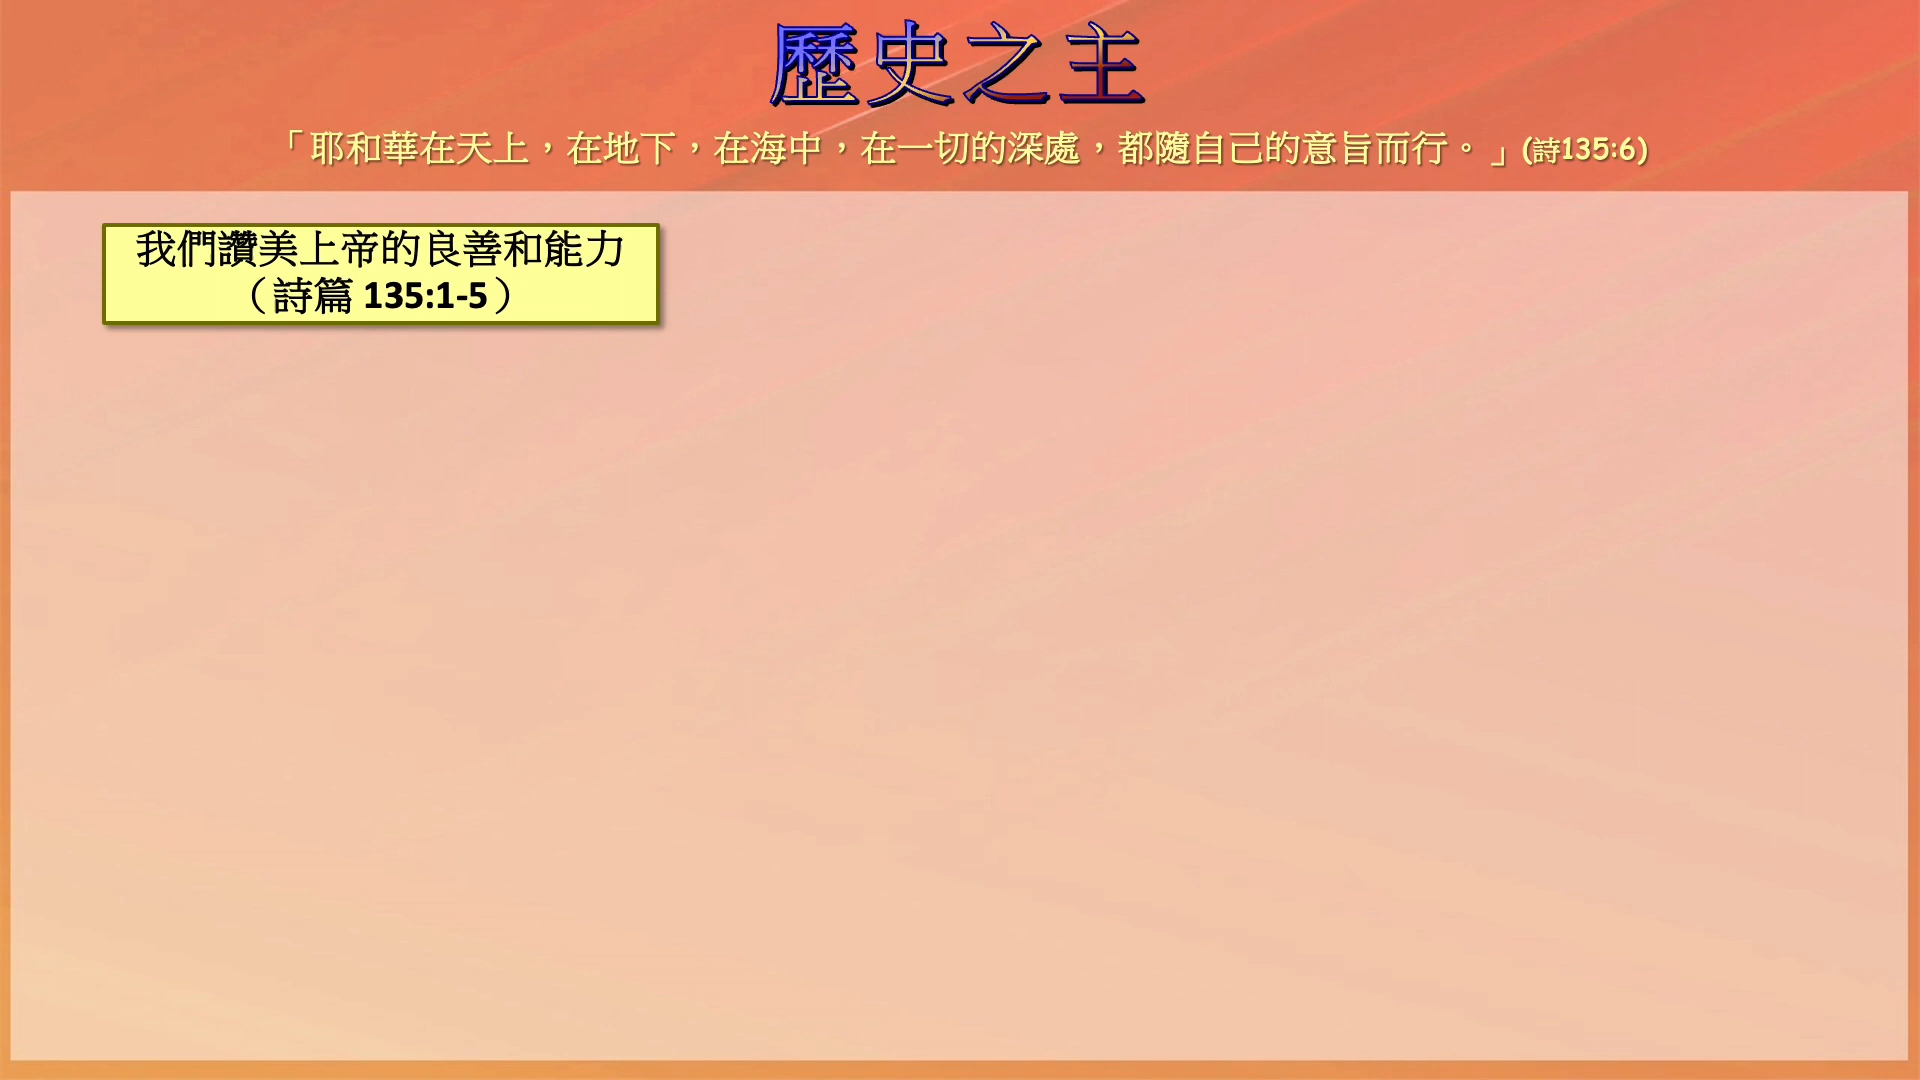 歷史之主
「耶和華在天上，在地下，在海中，在一切的深處，都隨自己的意旨而行。」(詩135:6)
我們讚美上帝的良善和能力
（詩篇 135:1-5）